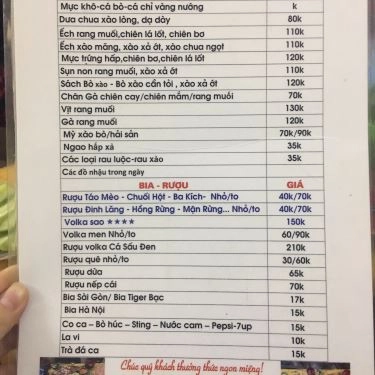 Mực khô-cá bò-cá chỉ vàng nướng k
Dưa chua xào lòng, dạ dày 80k
Ếch rang muối,chiên lá lốt, chiên bơ 110k
Ếch xào măng, xào xả ớt, xào chua ngọt 110k
Mực trứng hấp,chiên bơ,chiên lá lốt 120k
Sụn non rang muối, xào xả ớt 110k
Sách Bò xào - Bò xào cần tỏi , xào xả ớt 120k
Chân Gà chiên cay/chiên mắm/rang muối 70k
Vịt rang muối 130k
Gà rang muối 120k
Mỳ xào bò/hải sản 70k/90k
Ngao hấp xả 35k
Các loại rau luộc-rau xào 35k
Các đồ nhậu trong ngày
BIA - RƯỢU GIÁ
Rượu Táo Mèo - Chuối Hột - Ba Kích- Nhỏ/to 40k/70k
Rượu Đinh Lăng - Hồng Rừng - Mận Rừng... Nhỏ/to 40k/70k
Volka sao ★★★★ 150k
Volka men Nhỏ/to 60/90k
Rượu volka Cá Sấu Đen 210k
Rượu quê nhỏ/to 30/60k
Rượu dừa 65k
Rượu nếp cái 70k
Bia Sài Gòn/ Bia Tiger Bạc 17k
Bia Hà Nội 15k
Co ca – Bò húc – Sting – Nước cam – Pepsi-7up 15k
La vi 10k
Trà đá ca 15k
Chúc quý khách thưởng thức ngon miệng!